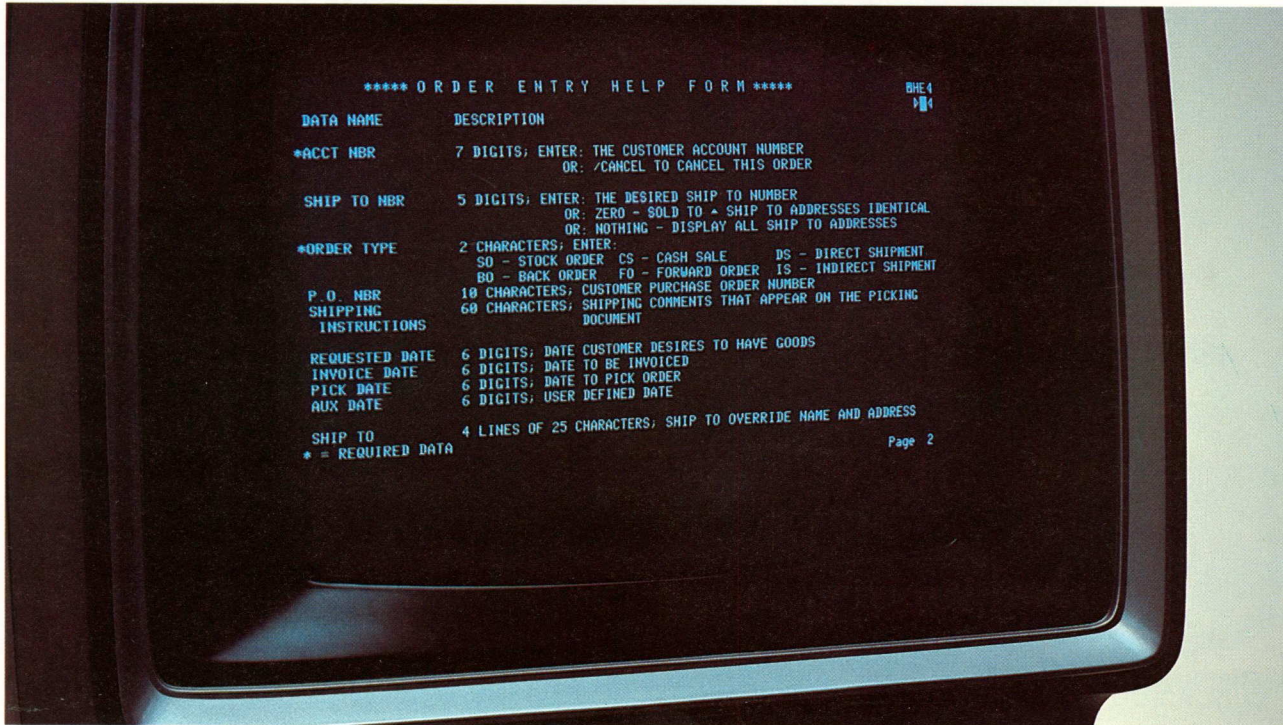 ***** O R D E R   E N T R Y   H E L P   F O R M *****
HE4
DATA NAME DESCRIPTION
*ACCT NBR 7 DIGITS; ENTER: THE CUSTOMER ACCOUNT NUMBER
OR: /CANCEL TO CANCEL THIS ORDER
SHIP TO NBR 5 DIGITS; ENTER: THE DESIRED SHIP TO NUMBER
OR: ZERO - SOLD TO & SHIP TO ADDRESSES IDENTICAL
OR: NOTHING - DISPLAY ALL SHIP TO ADDRESSES
*ORDER TYPE 2 CHARACTERS; ENTER:
SO - STOCK ORDER CS - CASH SALE DS - DIRECT SHIPMENT
BO - BACK ORDER FO - FORWARD ORDER IS - INDIRECT SHIPMENT
P.O. NBR 10 CHARACTERS; CUSTOMER PURCHASE ORDER NUMBER
SHIPPING 60 CHARACTERS; SHIPPING COMMENTS THAT APPEAR ON THE PICKING
INSTRUCTIONS DOCUMENT
REQUESTED DATE 6 DIGITS; DATE CUSTOMER DESIRES TO HAVE GOODS
INVOICE DATE 6 DIGITS; DATE TO BE INVOICED
PICK DATE 6 DIGITS; DATE TO PICK ORDER
AUX DATE 6 DIGITS; USER DEFINED DATE
SHIP TO 4 LINES OF 25 CHARACTERS; SHIP TO OVERRIDE NAME AND ADDRESS
* = REQUIRED DATA
Page 2